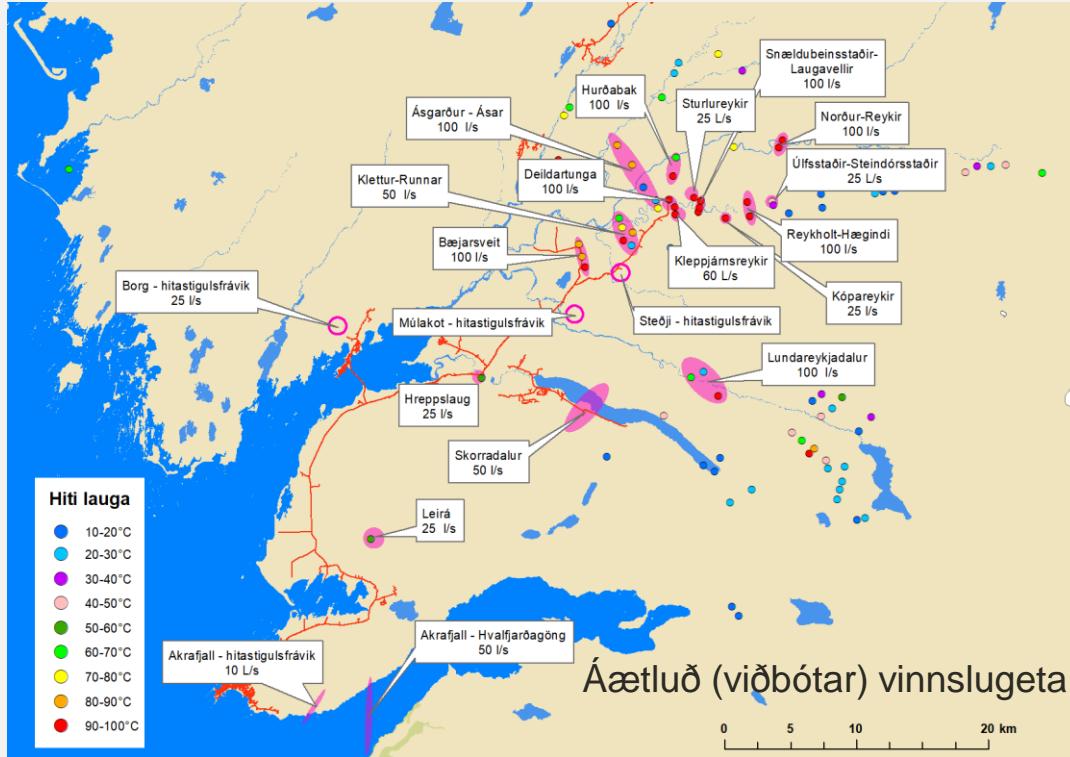 Snældubeinsstaðir-
Laugavellir
100 l/s
Hurðabak
100 l/s
Sturlureykir
25 L/s
Ásgarður - Ásar
100 l/s
Norður-Reykir
100 l/s
Deildartunga
100 l/s
Úlfsstaðir-Steindórsstaðir
25 L/s
Klettur-Runnar
50 l/s
Reykholt-Hægindi
100 l/s
Bæjarsveit
100 l/s
Kleppjárnsreykir
60 L/s
Borg - hitastigulsfrávik
25 l/s
Kópareykir
25 l/s
Múlakot - hitastigulsfrávik
Steðji - hitastigulsfrávik
Lundareykjadalur
100 l/s
Hreppslaug
25 l/s
Skorradalur
50 l/s
Leirá
25 l/s
Hiti lauga
10-20°C
20-30°C
30-40°C
40-50°C
50-60°C
60-70°C
70-80°C
80-90°C
90-100°C
Akrafjall - hitastigulsfrávik
10 L/s
Akrafjall - Hvalfjarðagöng
50 l/s
Áætluð (viðbótar) vinnslugeta
0 5 10 20 km